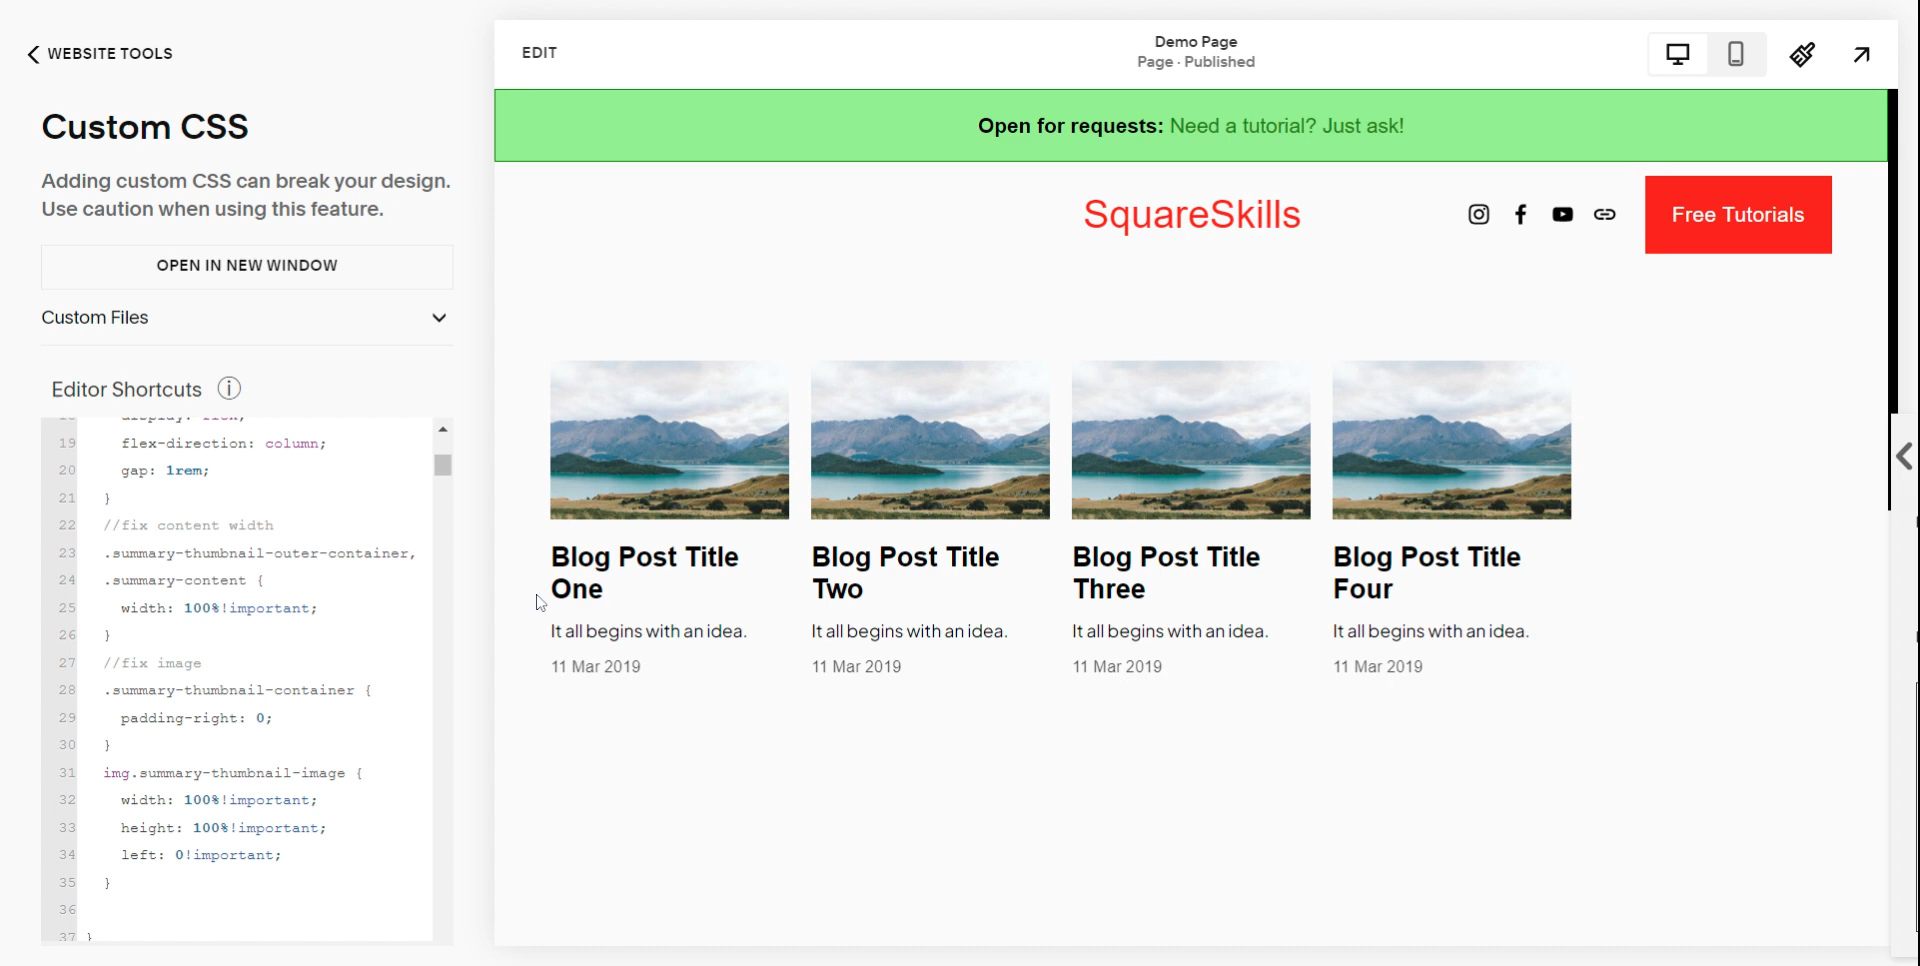 WEBSITE TOOLS
Custom CSS
Adding custom CSS can break your design.
Use caution when using this feature.
OPEN IN NEW WINDOW
Custom Files
Editor Shortcuts
19 flex-direction: column;
20 gap: 1rem;
21 }
22 //fix content width
23 .summary-thumbnail-outer-container,
24 .summary-content {
25 width: 100%!important;
26 }
27 //fix image
28 .summary-thumbnail-container {
29 padding-right: 0;
30 }
31 img.summary-thumbnail-image {
32 width: 100%!important;
33 height: 100%!important;
34 left: 0!important;
35 }
36
37 }
EDIT
Demo Page
Page · Published
Open for requests: Need a tutorial? Just ask!
SquareSkills
Free Tutorials
Blog Post Title
One
It all begins with an idea.
11 Mar 2019
Blog Post Title
Two
It all begins with an idea.
11 Mar 2019
Blog Post Title
Three
It all begins with an idea.
11 Mar 2019
Blog Post Title
Four
It all begins with an idea.
11 Mar 2019